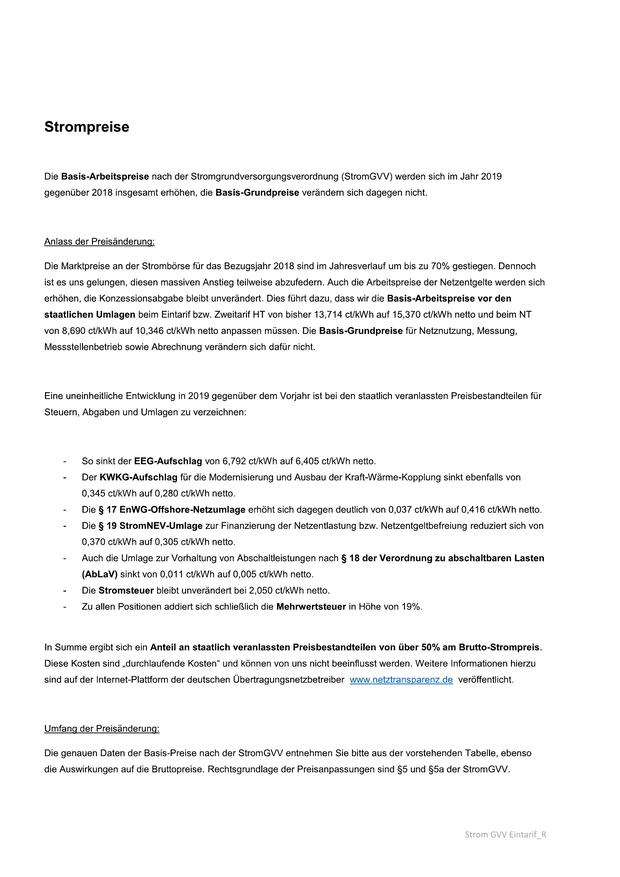 Strompreise
Die Basis-Arbeitspreise nach der Stromgrundversorgungsverordnung (StromGVV) werden sich im Jahr 2019
gegenüber 2018 insgesamt erhöhen, die Basis-Grundpreise verändern sich dagegen nicht.
Anlass der Preisänderung:
Die Marktpreise an der Strombörse für das Bezugsjahr 2018 sind im Jahresverlauf um bis zu 70% gestiegen. Dennoch
ist es uns gelungen, diesen massiven Anstieg teilweise abzufedern. Auch die Arbeitspreise der Netzentgelte werden sich
erhöhen, die Konzessionsabgabe bleibt unverändert. Dies führt dazu, dass wir die Basis-Arbeitspreise vor den
staatlichen Umlagen beim Eintarif bzw. Zweitarif HT von bisher 13,714 ct/kWh auf 15,370 ct/kWh netto und beim NT
von 8,690 ct/kWh auf 10,346 ct/kWh netto anpassen müssen. Die Basis-Grundpreise für Netznutzung, Messung,
Messstellenbetrieb sowie Abrechnung verändern sich dafür nicht.
Eine uneinheitliche Entwicklung in 2019 gegenüber dem Vorjahr ist bei den staatlich veranlassten Preisbestandteilen für
Steuern, Abgaben und Umlagen zu verzeichnen:
- So sinkt der EEG-Aufschlag von 6,792 ct/kWh auf 6,405 ct/kWh netto.
- Der KWKG-Aufschlag für die Modernisierung und Ausbau der Kraft-Wärme-Kopplung sinkt ebenfalls von
0,345 ct/kWh auf 0,280 ct/kWh netto.
- Die § 17 EnWG-Offshore-Netzumlage erhöht sich dagegen deutlich von 0,037 ct/kWh auf 0,416 ct/kWh netto.
- Die § 19 StromNEV-Umlage zur Finanzierung der Netzentlastung bzw. Netzentgeltbefreiung reduziert sich von
0,370 ct/kWh auf 0,305 ct/kWh netto.
- Auch die Umlage zur Vorhaltung von Abschaltleistungen nach § 18 der Verordnung zu abschaltbaren Lasten
(AbLaV) sinkt von 0,011 ct/kWh auf 0,005 ct/kWh netto.
- Die Stromsteuer bleibt unverändert bei 2,050 ct/kWh netto.
- Zu allen Positionen addiert sich schließlich die Mehrwertsteuer in Höhe von 19%.
In Summe ergibt sich ein Anteil an staatlich veranlassten Preisbestandteilen von über 50% am Brutto-Strompreis.
Diese Kosten sind „durchlaufende Kosten“ und können von uns nicht beeinflusst werden. Weitere Informationen hierzu
sind auf der Internet-Plattform der deutschen Übertragungsnetzbetreiber www.netztransparenz.de veröffentlicht.
Umfang der Preisänderung:
Die genauen Daten der Basis-Preise nach der StromGVV entnehmen Sie bitte aus der vorstehenden Tabelle, ebenso
die Auswirkungen auf die Bruttopreise. Rechtsgrundlage der Preisanpassungen sind §5 und §5a der StromGVV.
Strom GVV Eintarif_R